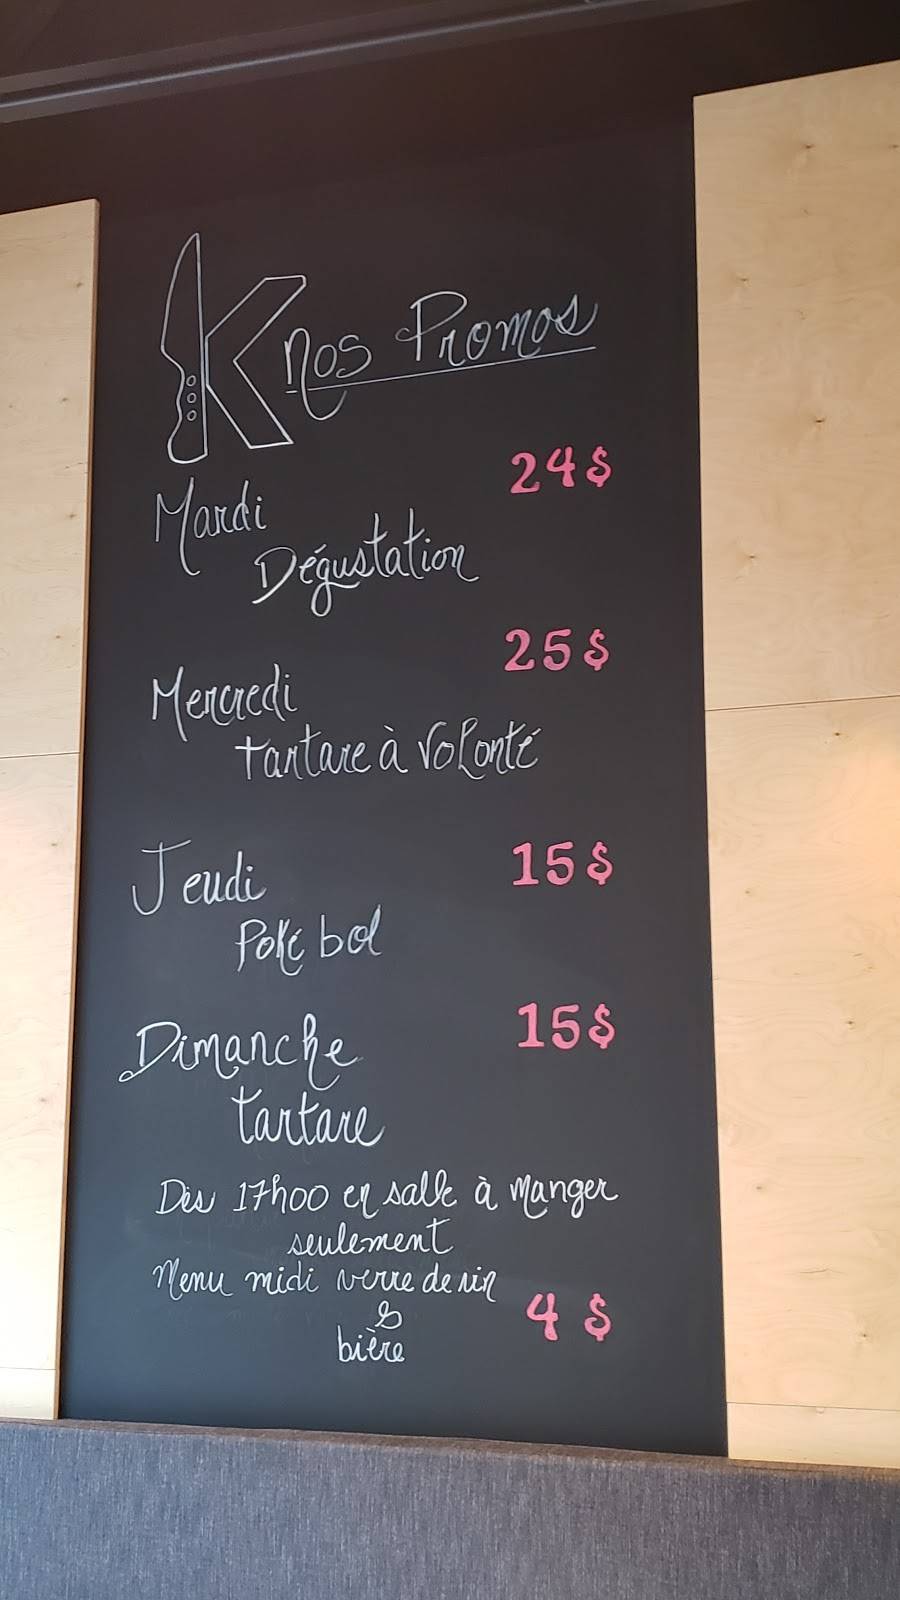 K nos Promos
24$
Mardi
Dégustation
25$
Mercredi
tartare à volonté
15$
Jeudi
Poké bol
15$
Dimanche
tartare
Dès 17h00 en salle à manger
seulement
Menu midi verre de vin
&
4 $
bière